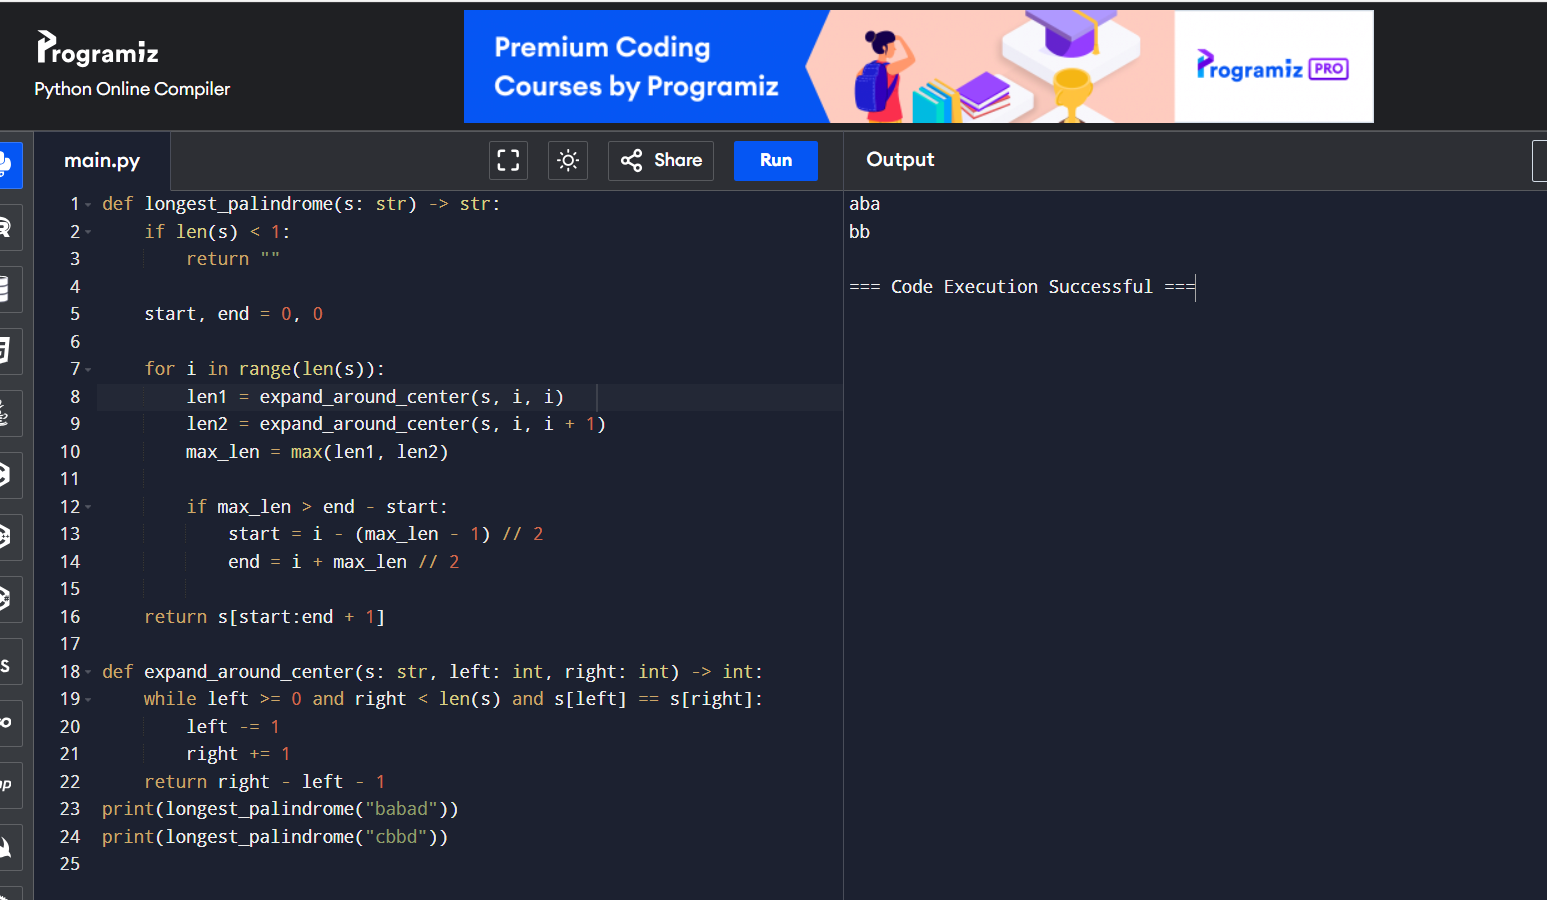 Programiz
Python Online Compiler
Premium Coding
Courses by Programiz
Programiz PRO
main.py
Share
Run
Output
1 def longest_palindrome(s: str) -> str:
2     if len(s) < 1:
3         return ""
4
5     start, end = 0, 0
6
7     for i in range(len(s)):
8         len1 = expand_around_center(s, i, i)
9         len2 = expand_around_center(s, i, i + 1)
10         max_len = max(len1, len2)
11
12         if max_len > end - start:
13             start = i - (max_len - 1) // 2
14             end = i + max_len // 2
15
16     return s[start:end + 1]
17
18 def expand_around_center(s: str, left: int, right: int) -> int:
19     while left >= 0 and right < len(s) and s[left] == s[right]:
20         left -= 1
21         right += 1
22     return right - left - 1
23 print(longest_palindrome("babad"))
24 print(longest_palindrome("cbbd"))
25
aba
bb
=== Code Execution Successful ===